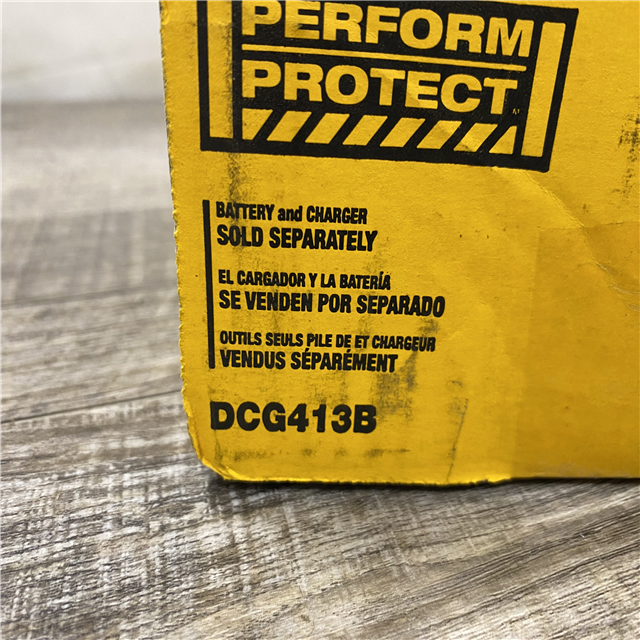 PERFORM
PROTECT
BATTERY and CHARGER
SOLD SEPARATELY
EL CARGADOR Y LA BATERÍA
SE VENDEN POR SEPARADO
OUTILS SEULS PILE DE ET CHARGEUR
VENDUS SÉPARÉMENT
DCG413B